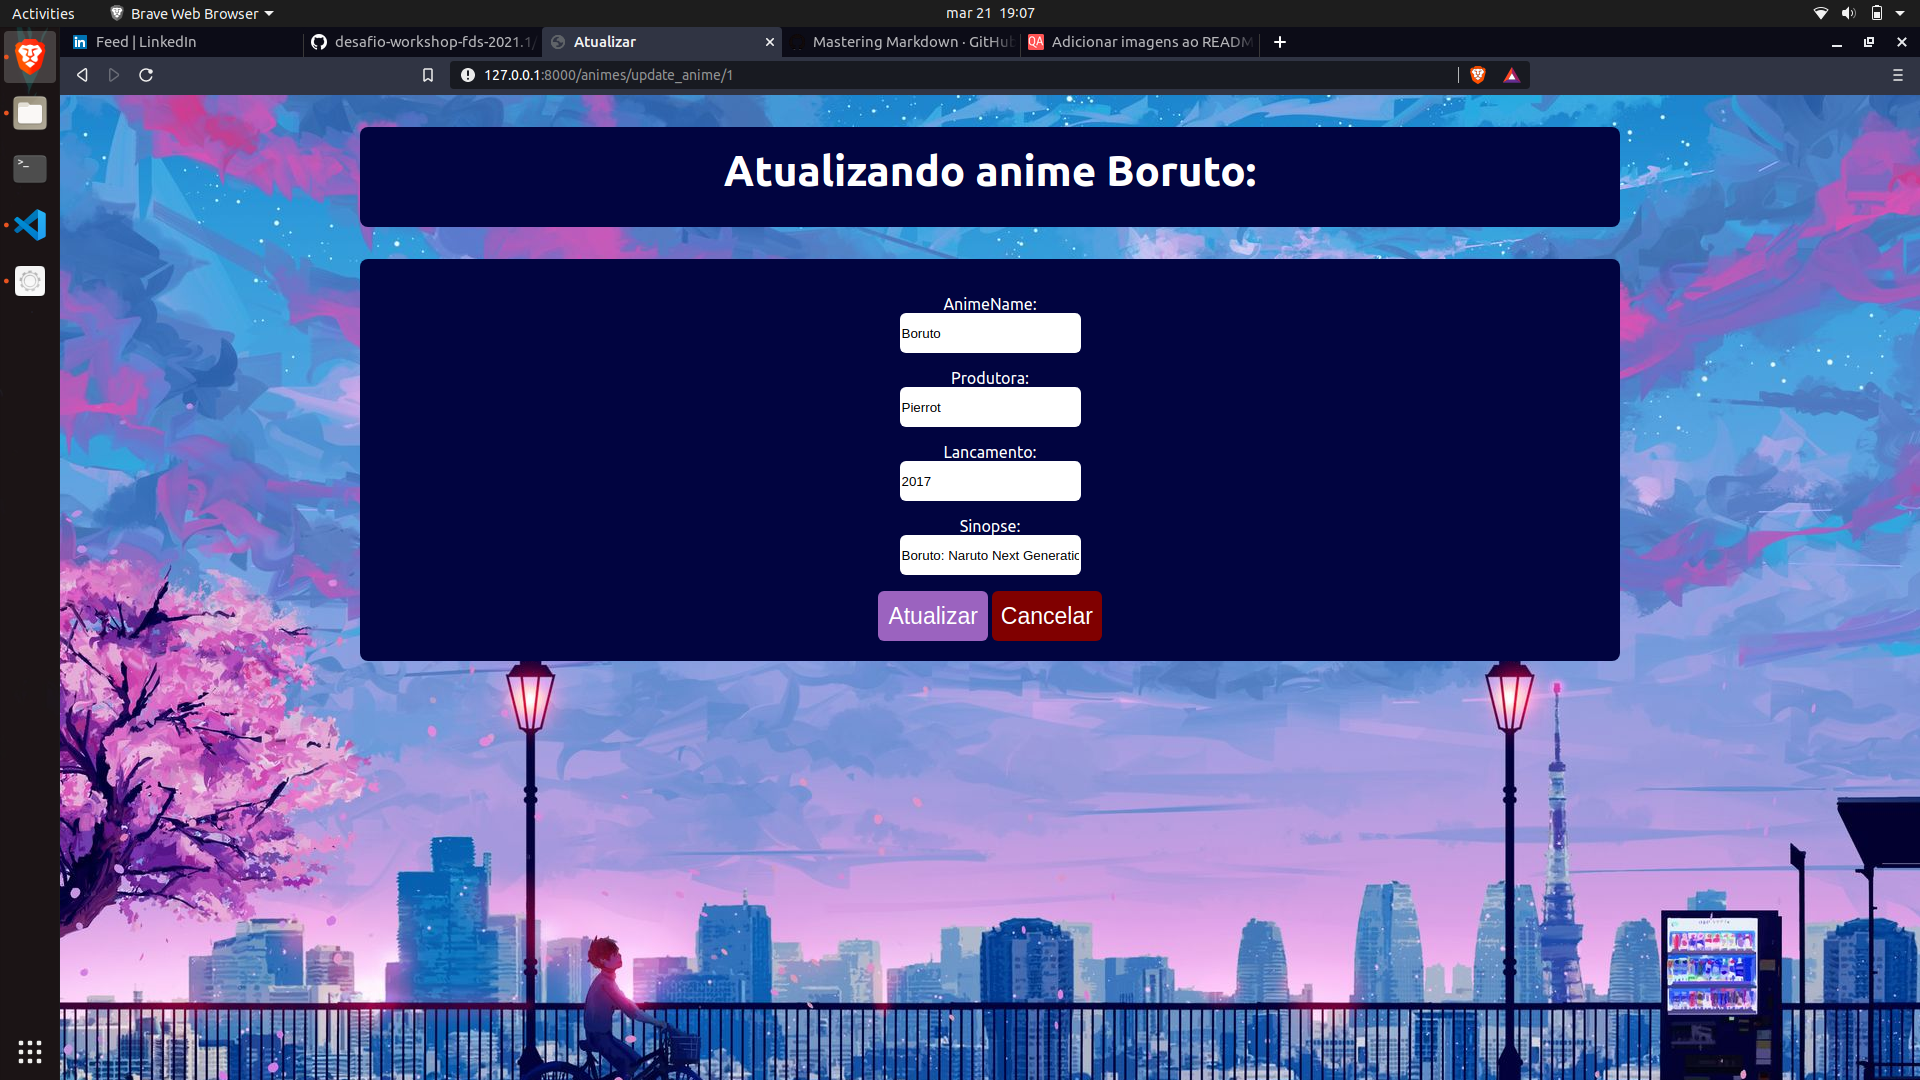 Activities
Brave Web Browser
mar 21 19:07
Feed | LinkedIn
desafio-workshop-fds-2021.1/
Atualizar
Mastering Markdown · GitHub
Adicionar imagens ao READM
127.0.0.1:8000/animes/update_anime/1
Atualizando anime Boruto:
AnimeName:
Boruto
Produtora:
Pierrot
Lancamento:
2017
Sinopse:
Boruto: Naruto Next Generatio
Atualizar Cancelar